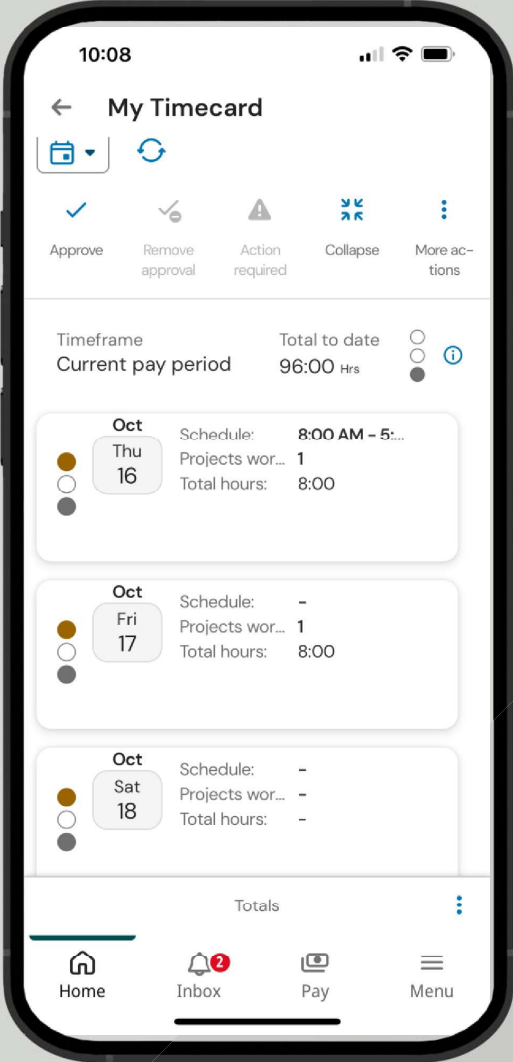 10:08
My Timecard
Approve
Remove approval
Action required
Collapse
More ac-
tions
Timeframe
Total to date
Current pay period
96:00 Hrs
Oct
Thu
16
Schedule: 8:00 AM – 5:...
Projects wor... 1
Total hours: 8:00
Oct
Fri
17
Schedule: –
Projects wor... 1
Total hours: 8:00
Oct
Sat
18
Schedule: –
Projects wor... –
Total hours: –
Totals
2
Home
Inbox
Pay
Menu